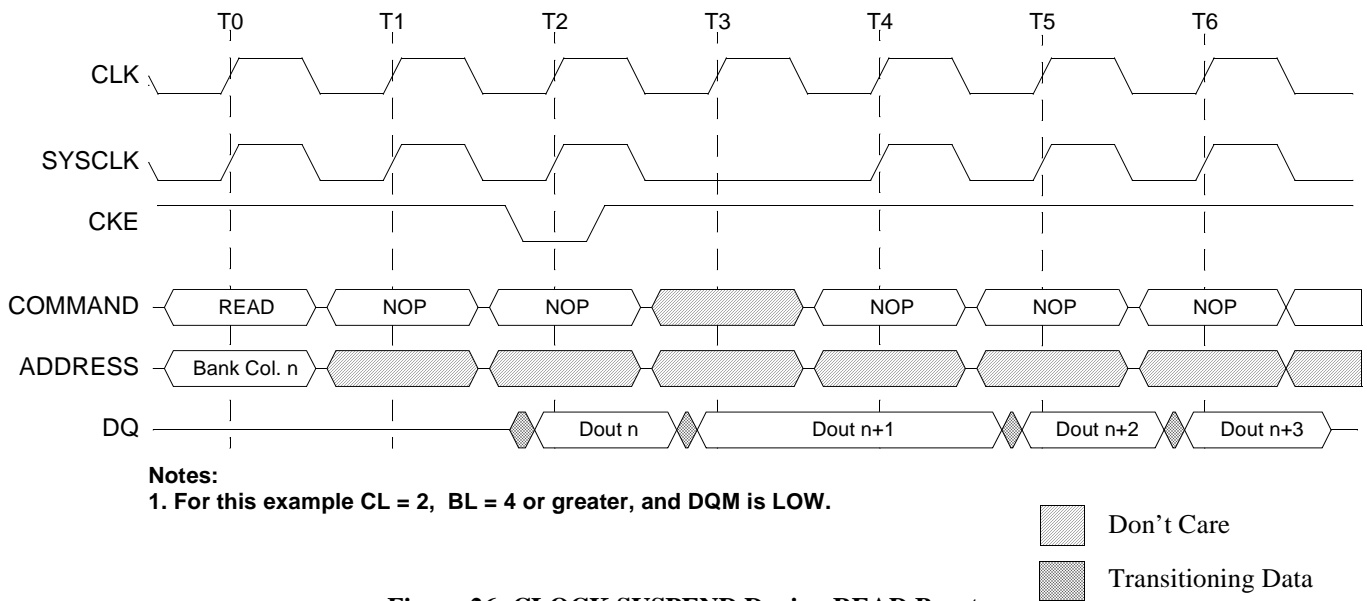 T0 T1 T2 T3 T4 T5 T6
CLK
SYSCLK
CKE
COMMAND READ NOP NOP NOP NOP NOP
ADDRESS Bank Col. n
DQ Dout n Dout n+1 Dout n+2 Dout n+3
Notes:
1. For this example CL = 2, BL = 4 or greater, and DQM is LOW.
Don't Care
Transitioning Data